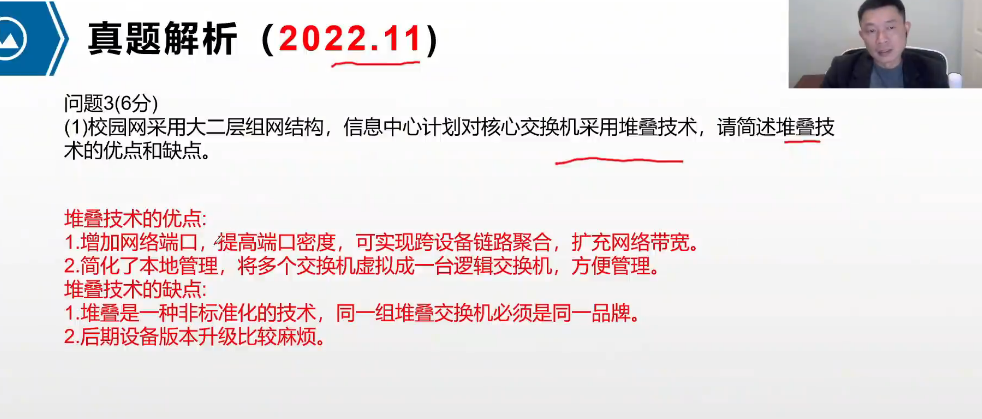 真题解析（2022.11)
问题3(6分)
(1)校园网采用大二层组网结构，信息中心计划对核心交换机采用堆叠技术，请简述堆叠技
术的优点和缺点。
堆叠技术的优点:
1.增加网络端口，提高端口密度，可实现跨设备链路聚合，扩充网络带宽。
2.简化了本地管理，将多个交换机虚拟成一台逻辑交换机，方便管理。
堆叠技术的缺点:
1.堆叠是一种非标准化的技术，同一组堆叠交换机必须是同一品牌。
2.后期设备版本升级比较麻烦。